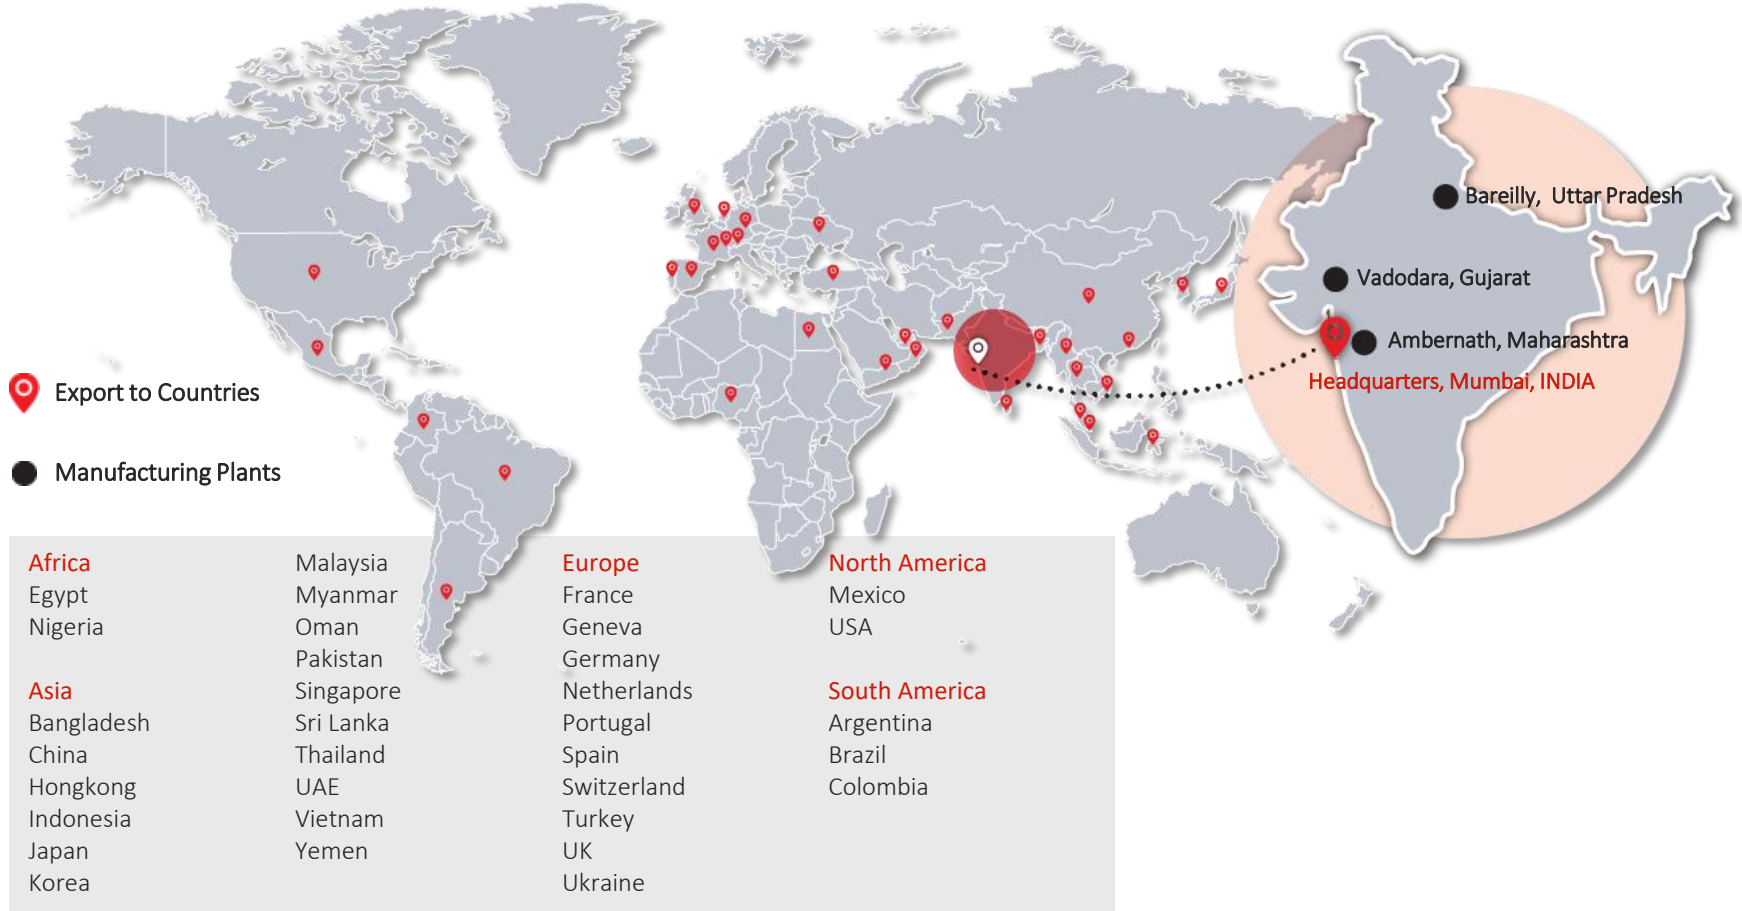 Bareilly, Uttar Pradesh
Vadodara, Gujarat
Ambernath, Maharashtra
Headquarters, Mumbai, INDIA
Export to Countries
Manufacturing Plants
Africa
Egypt
Nigeria
Asia
Bangladesh
China
Hongkong
Indonesia
Japan
Korea
Malaysia
Myanmar
Oman
Pakistan
Singapore
Sri Lanka
Thailand
UAE
Vietnam
Yemen
Europe
France
Geneva
Germany
Netherlands
Portugal
Spain
Switzerland
Turkey
UK
Ukraine
North America
Mexico
USA
South America
Argentina
Brazil
Colombia